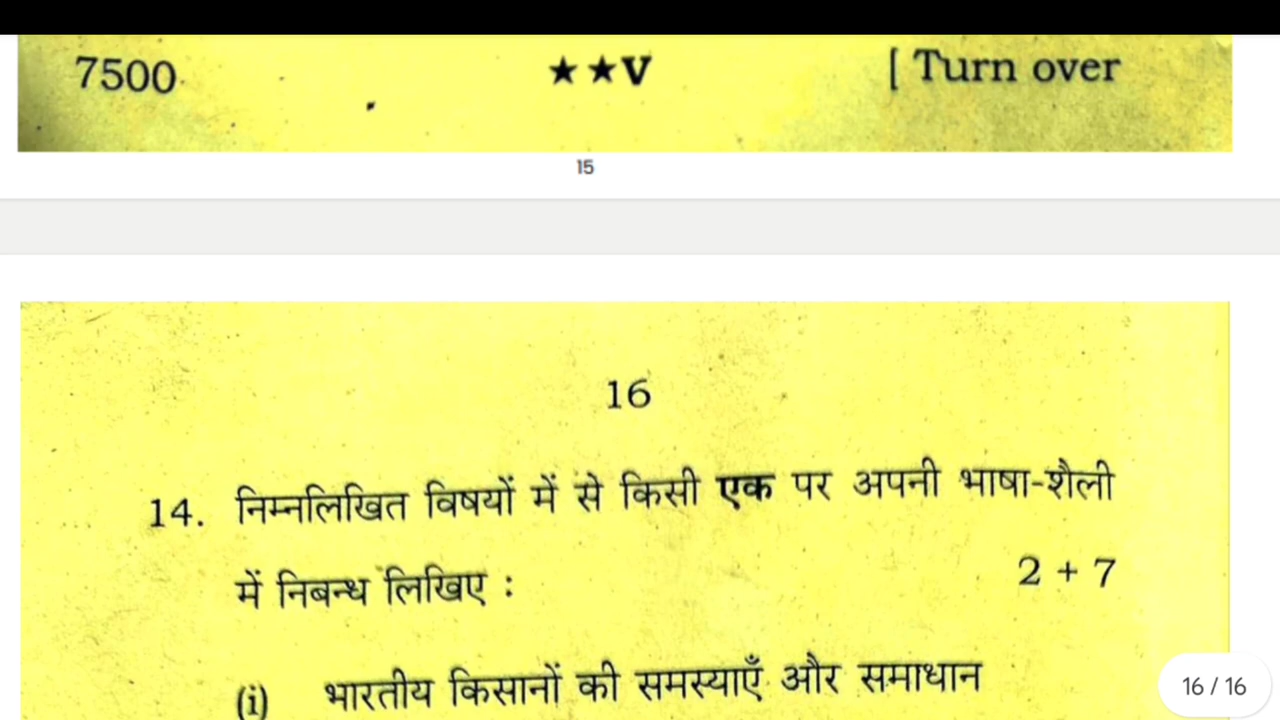 7500
★★V
[ Turn over
15
16
14. निम्नलिखित विषयों में से किसी एक पर अपनी भाषा-शैली
में निबन्ध लिखिए :
2 + 7
(i) भारतीय किसानों की समस्याएँ और समाधान
16 / 16